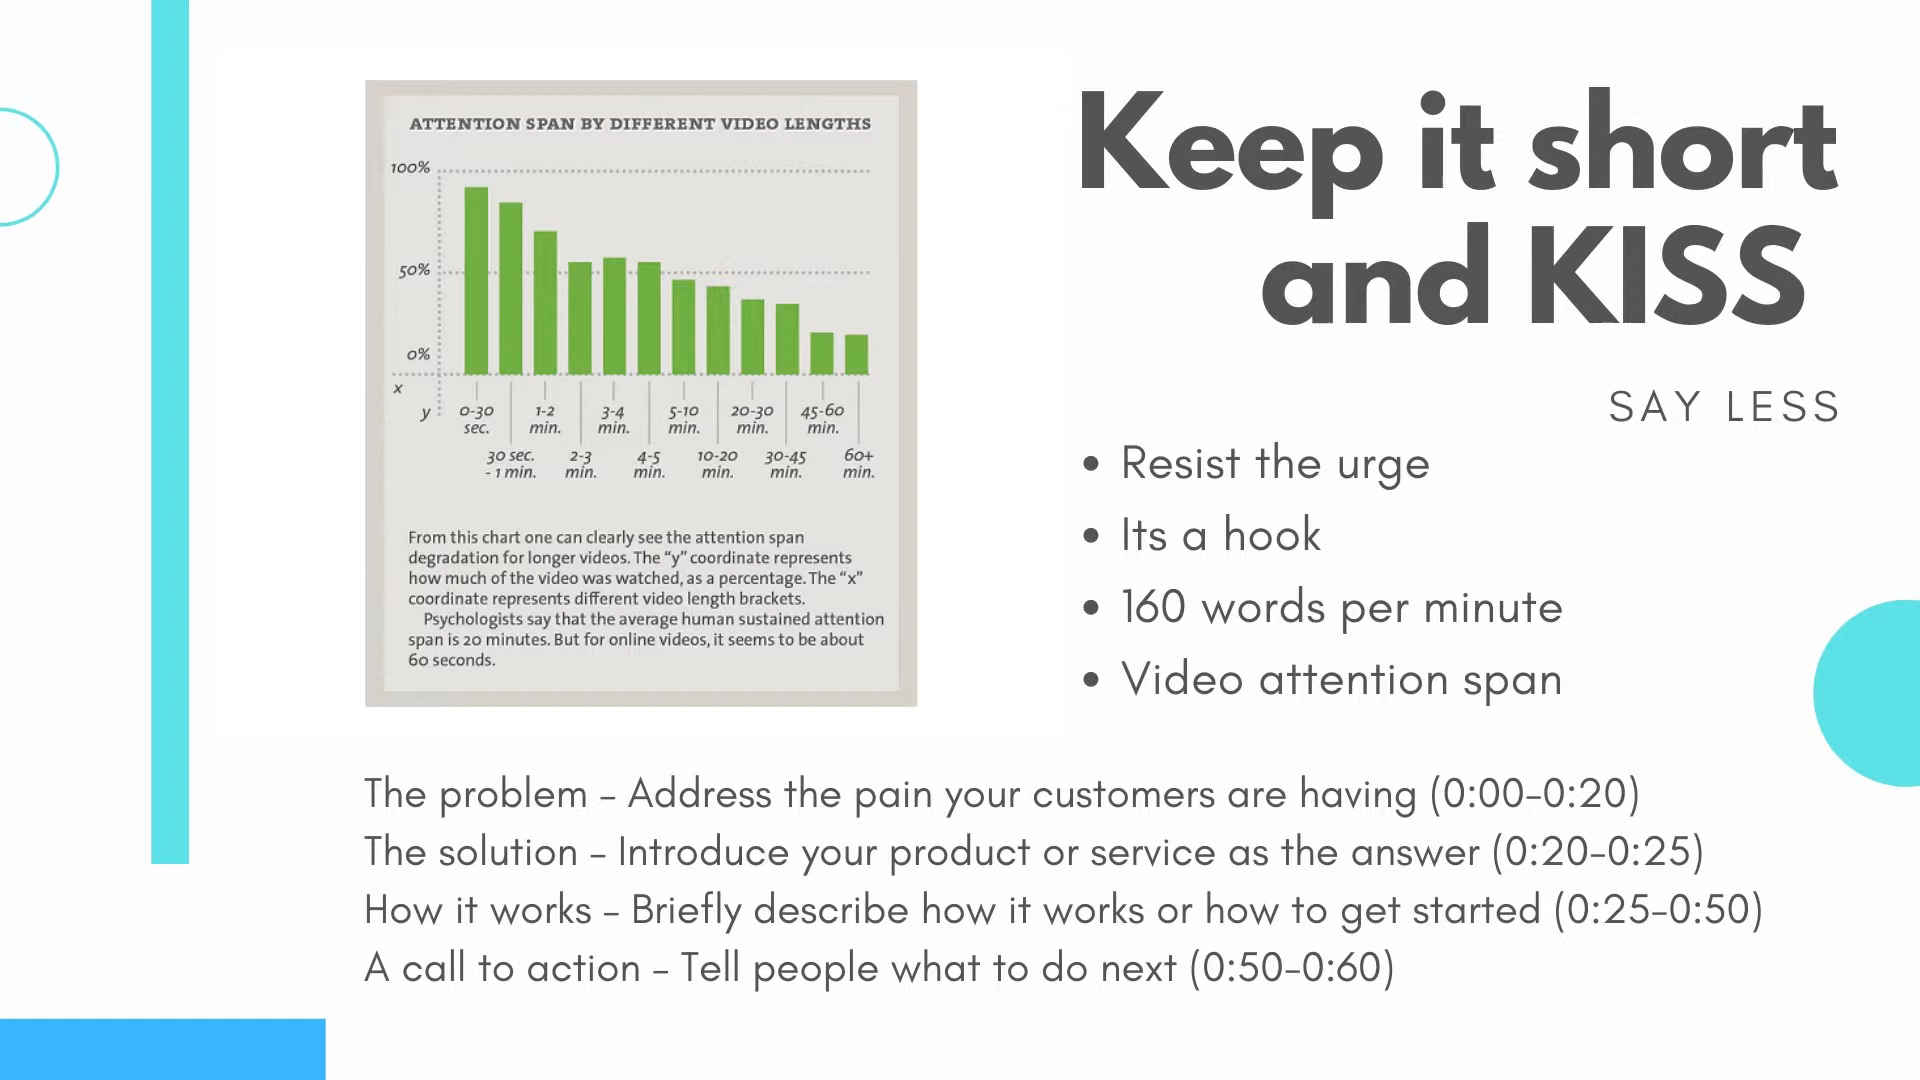 ATTENTION SPAN BY DIFFERENT VIDEO LENGTHS
100%
50%
0%
x
y
0-30 sec.
30 sec. - 1 min.
1-2 min.
2-3 min.
3-4 min.
4-5 min.
5-10 min.
10-20 min.
20-30 min.
30-45 min.
45-60 min.
60+ min.
From this chart one can clearly see the attention span
degradation for longer videos. The “y” coordinate represents
how much of the video was watched, as a percentage. The “x”
coordinate represents different video length brackets.
Psychologists say that the average human sustained attention
span is 20 minutes. But for online videos, it seems to be about
60 seconds.
Keep it short
and KISS
SAY LESS
• Resist the urge
• Its a hook
• 160 words per minute
• Video attention span
The problem – Address the pain your customers are having (0:00-0:20)
The solution – Introduce your product or service as the answer (0:20-0:25)
How it works – Briefly describe how it works or how to get started (0:25-0:50)
A call to action – Tell people what to do next (0:50-0:60)